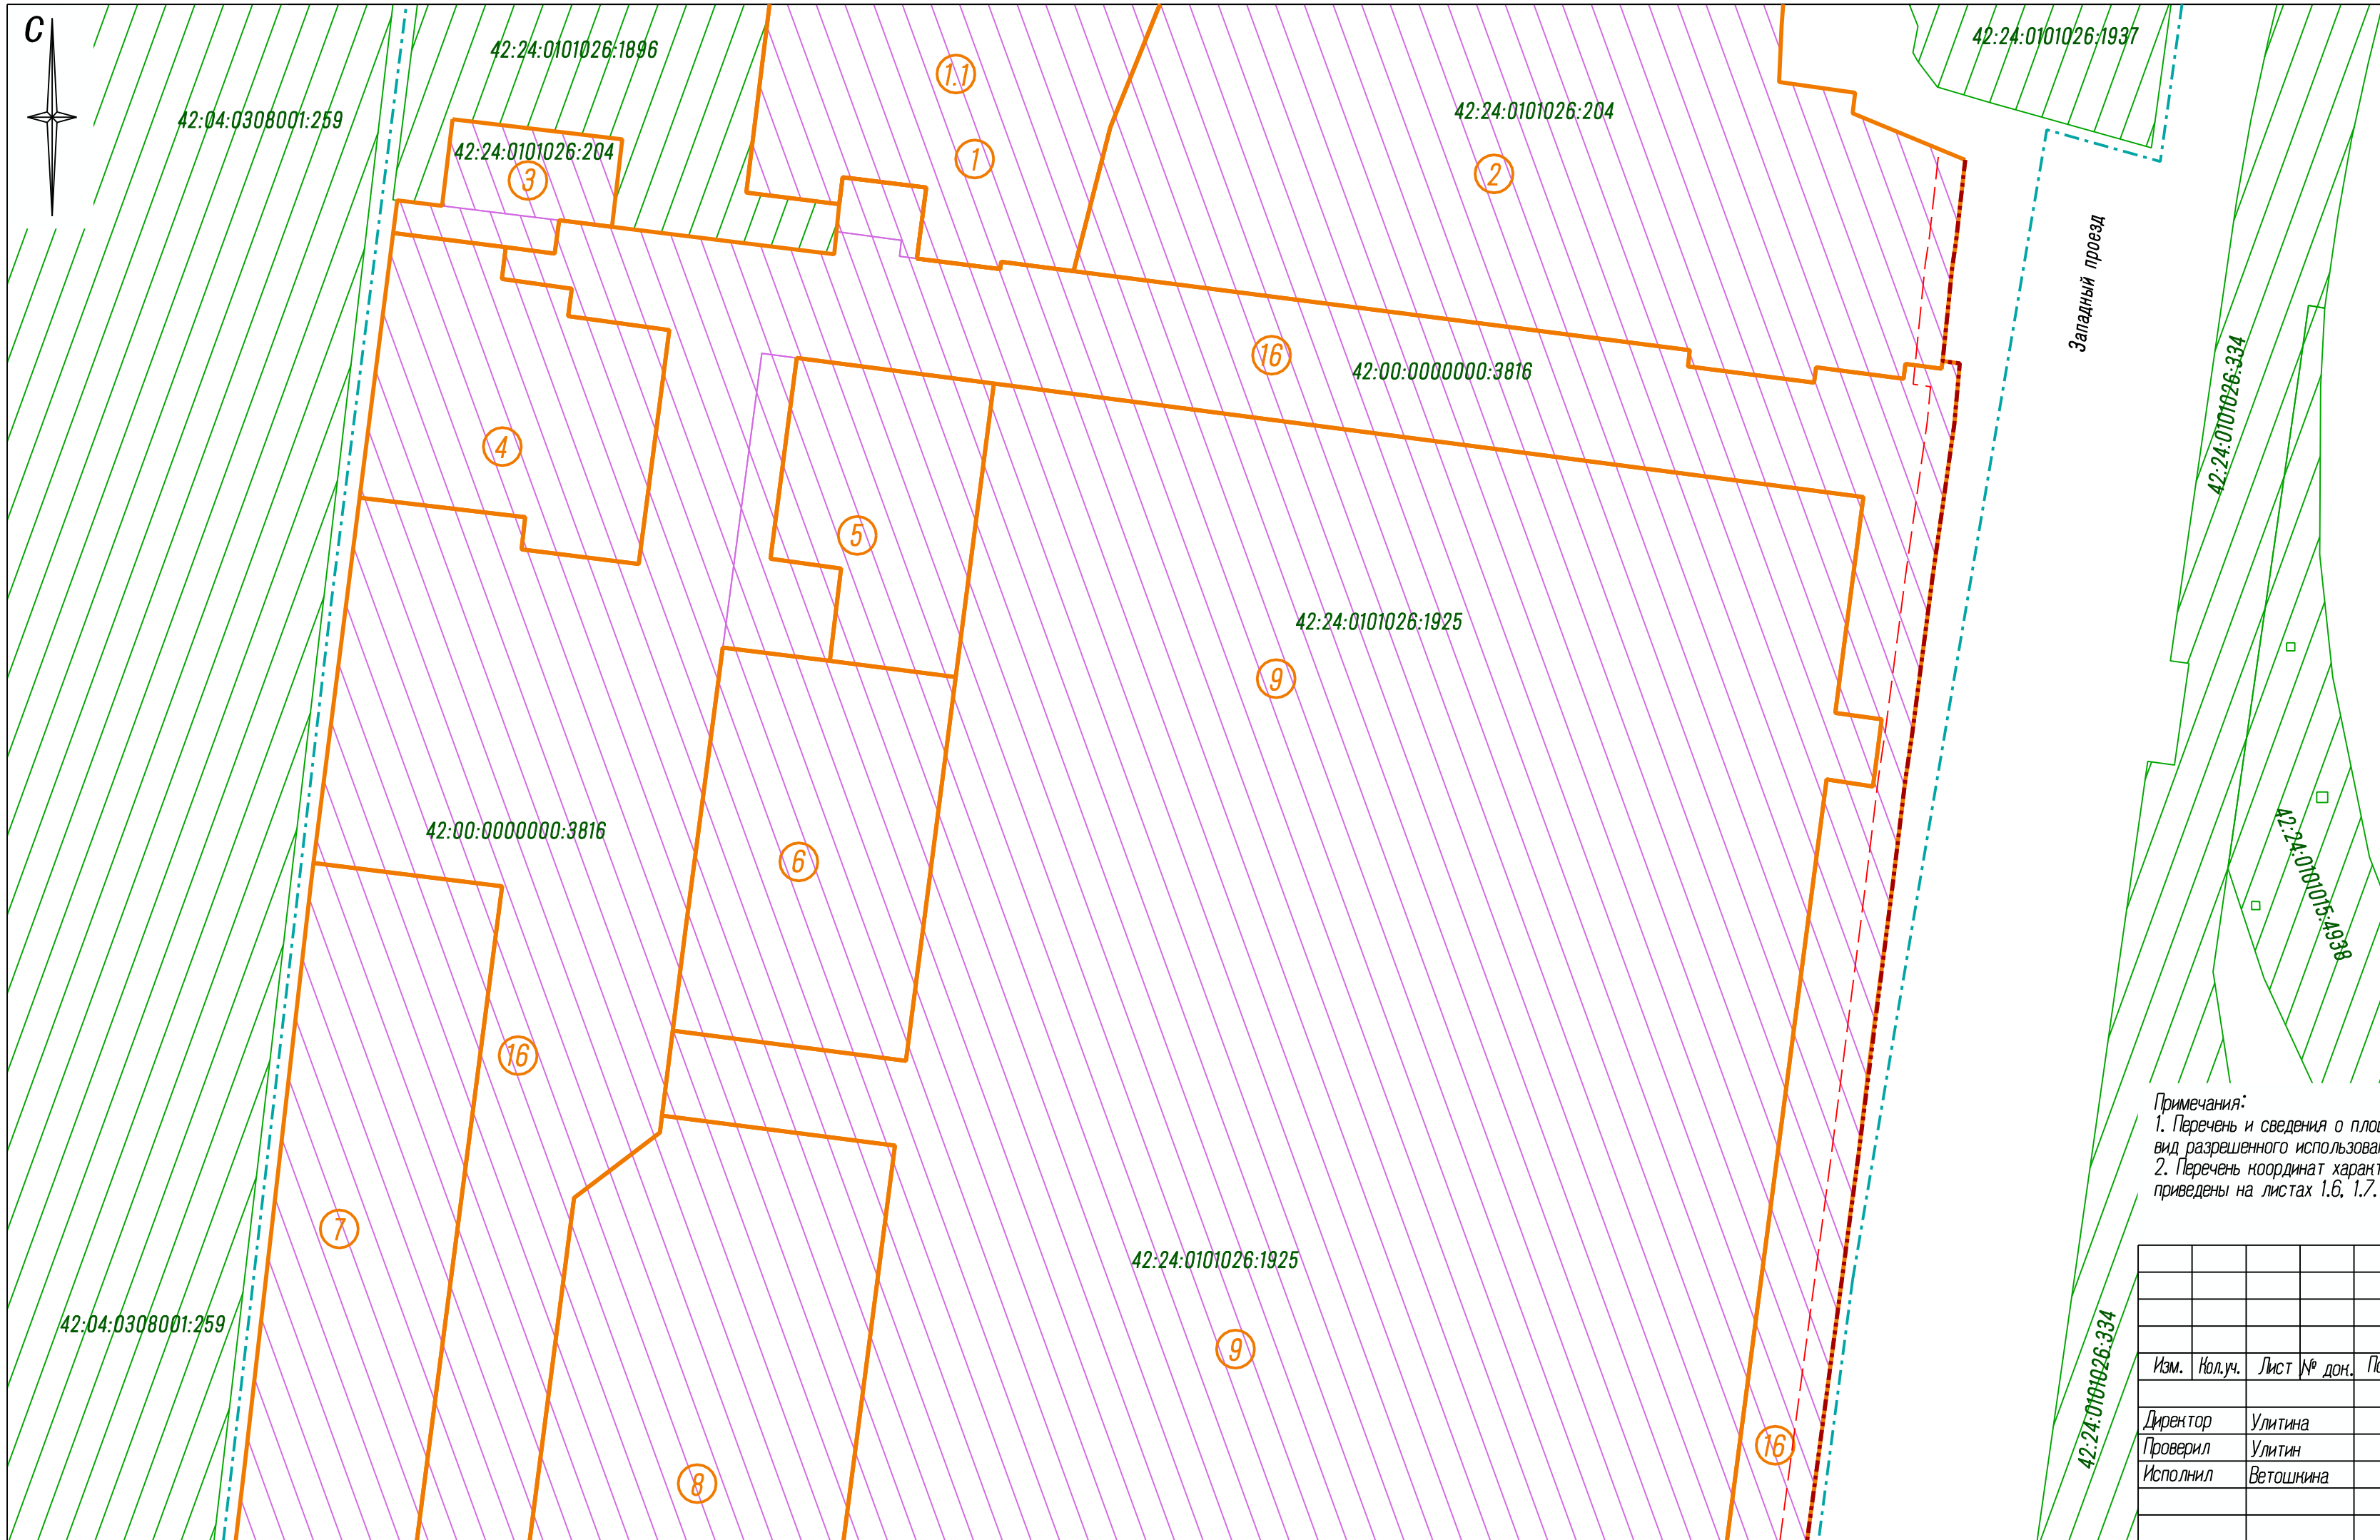 С
42:24:0101026:1896
42:24:0101026:1937
1.1
42:04:0308001:259
42:24:0101026:204
42:24:0101026:204
1
2
3
Западный проезд
16
42:00:0000000:3816
42:24:0101026:334
4
5
42:24:0101026:1925
9
42:00:0000000:3816
6
42:24:0101015:4938
16
Примечания:
1. Перечень и сведения о
вид разрешенного
2. Перечень координат
приведены на листах 1.6, 1.7.
7
42:24:0101026:1925
42:04:0308001:259
9
42:24:0101026:334
Изм. Кол.уч. Лист № док.
16
8
Директор Улитина
Проверил Улитин
Исполнил Ветошкина